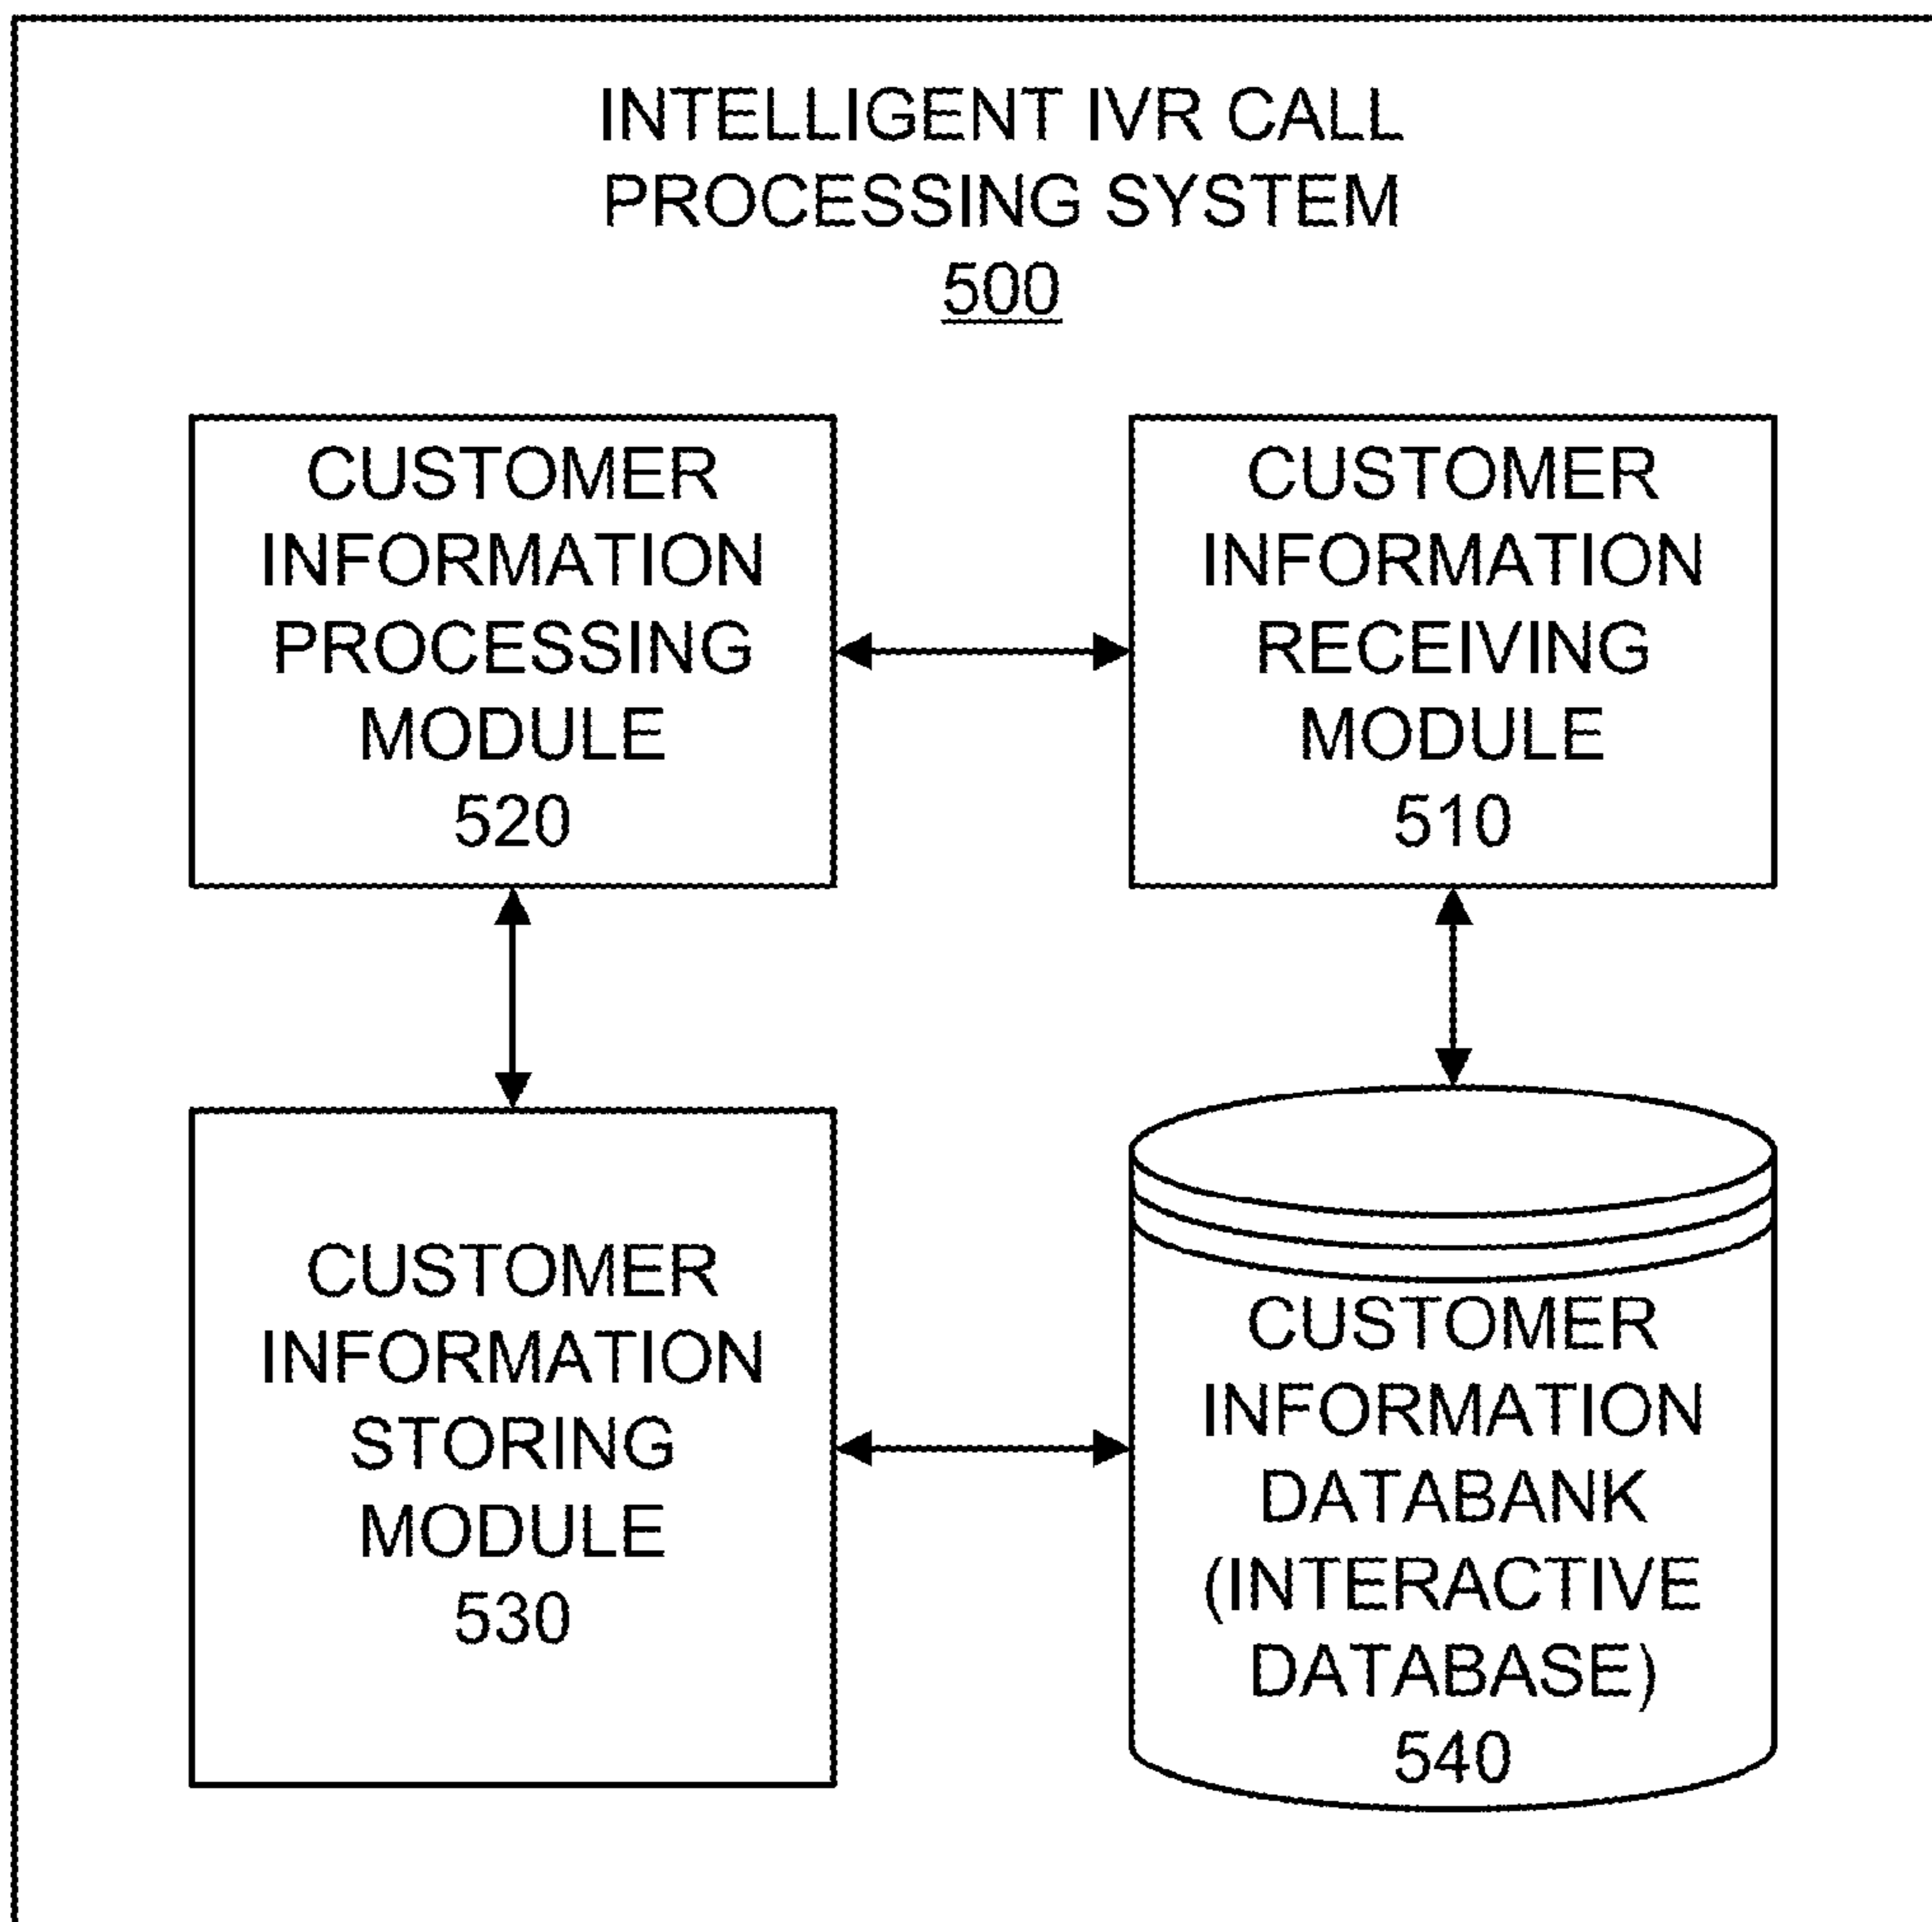 INTELLIGENT IVR CALL
PROCESSING SYSTEM
500
CUSTOMER
INFORMATION
PROCESSING
MODULE
520
CUSTOMER
INFORMATION
RECEIVING
MODULE
510
CUSTOMER
INFORMATION
STORING
MODULE
530
CUSTOMER
INFORMATION
DATABANK
(INTERACTIVE
DATABASE)
540